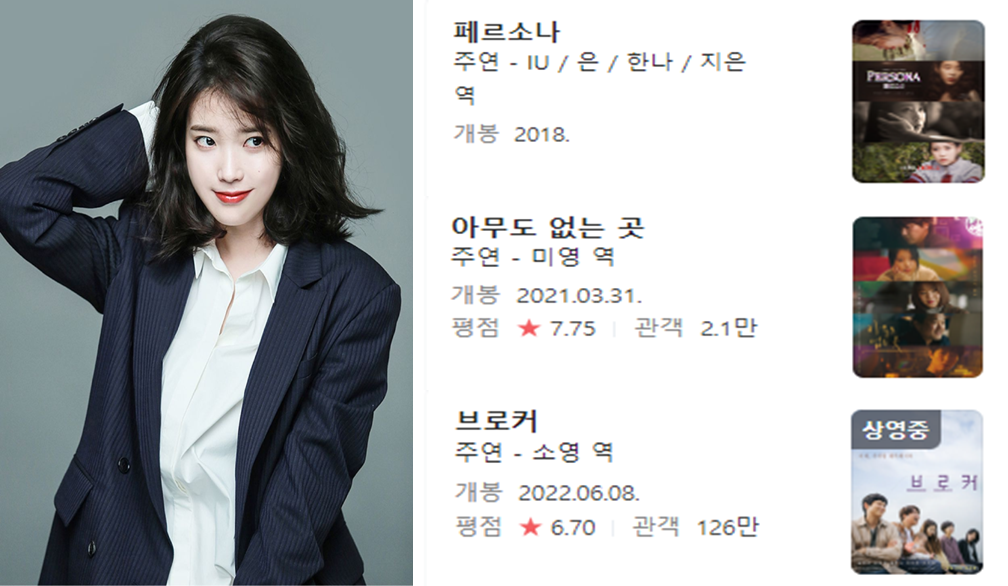 페르소나
주연 - IU / 은 / 한나 / 지은
역
개봉 2018.
PERSONA
아무도 없는 곳
주연 - 미영 역
개봉 2021.03.31.
평점 ★ 7.75 관객 2.1만
브로커
주연 - 소영 역
개봉 2022.06.08.
평점 ★ 6.70 관객 126만
상영중
브로커